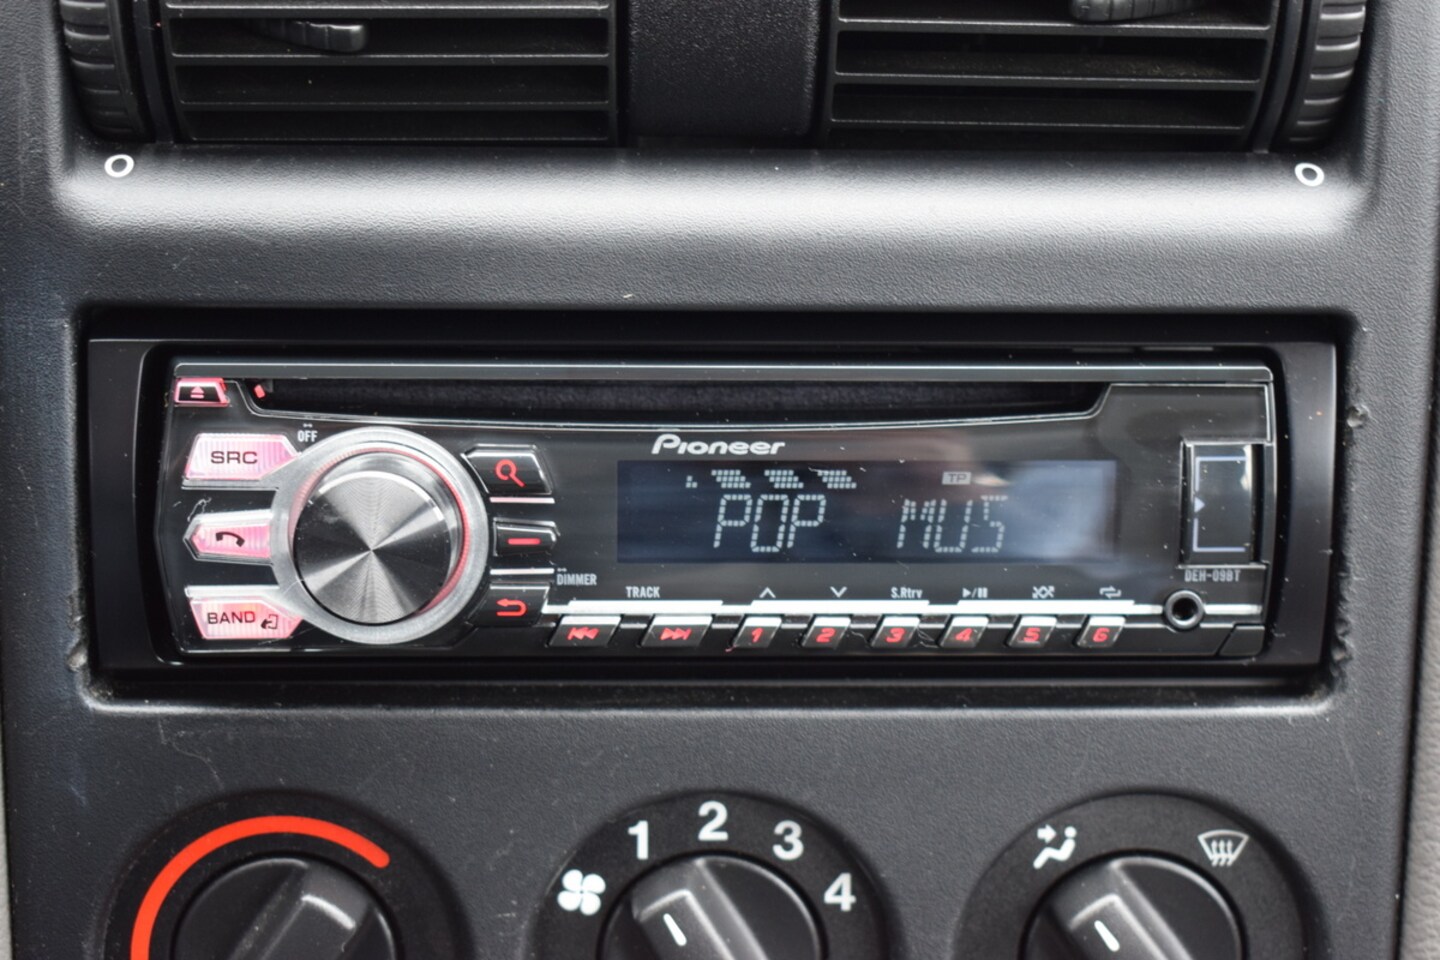 OFF
SRC
Pioneer
TP
POP MUS
DIMMER
DEH-09BT
TRACK
S.Rtrv
BAND
1 2 3 4 5 6
1 2 3 4